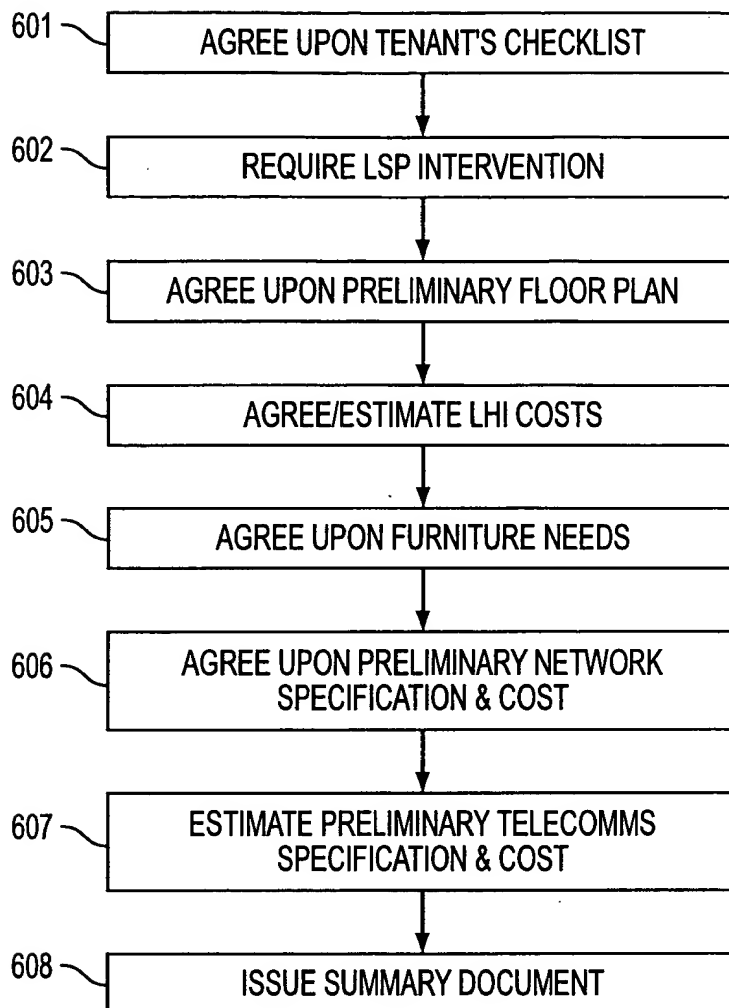 601
AGREE UPON TENANT'S CHECKLIST
602
REQUIRE LSP INTERVENTION
603
AGREE UPON PRELIMINARY FLOOR PLAN
604
AGREE/ESTIMATE LHI COSTS
605
AGREE UPON FURNITURE NEEDS
606
AGREE UPON PRELIMINARY NETWORK
SPECIFICATION & COST
607
ESTIMATE PRELIMINARY TELECOMMS
SPECIFICATION & COST
608
ISSUE SUMMARY DOCUMENT